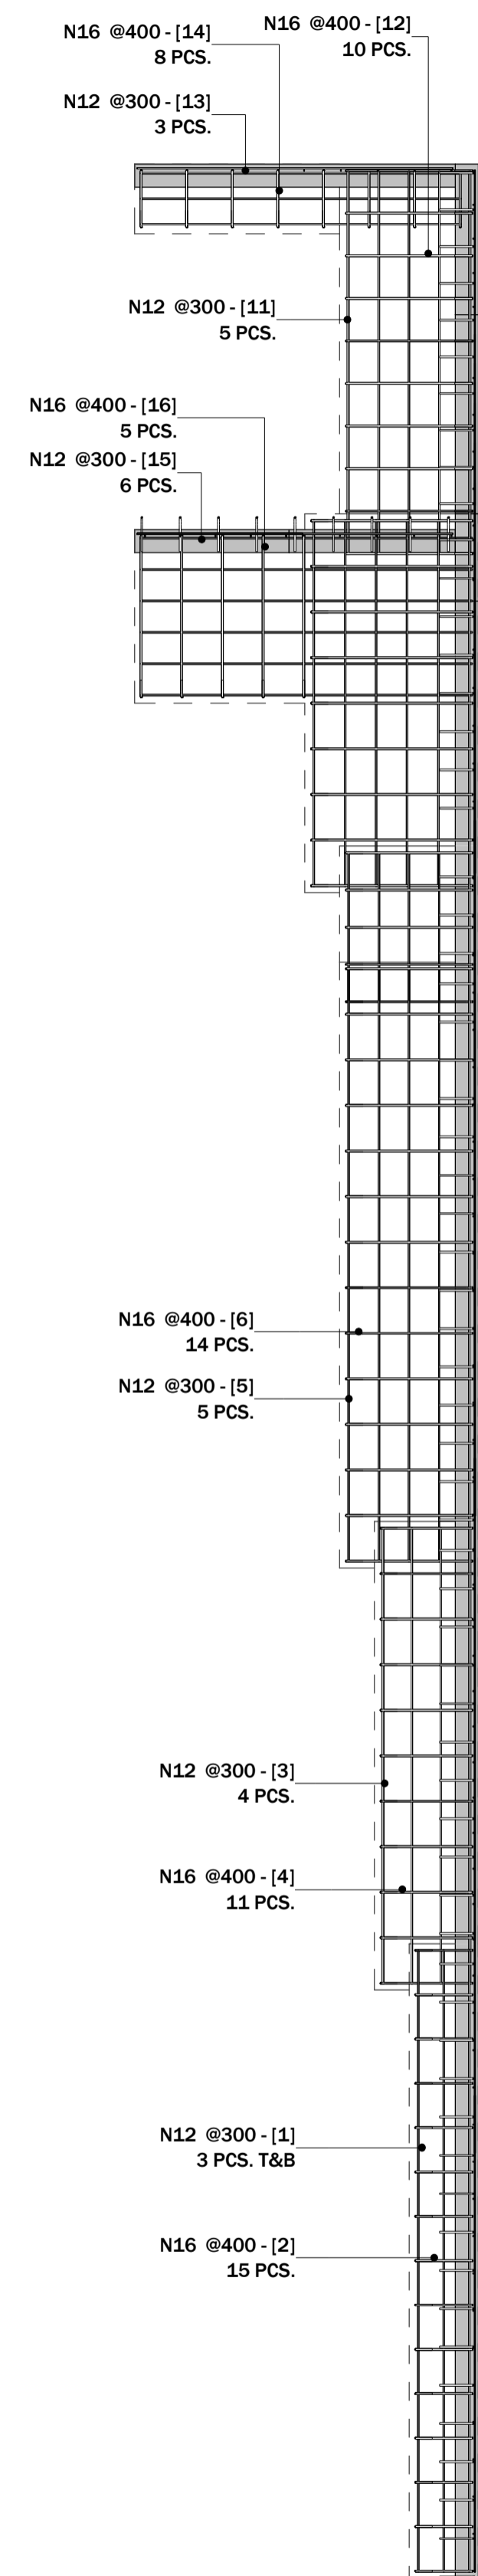 N16 @400 - [14]
8 PCS.
N16 @400 - [12]
10 PCS.
N12 @300 - [13]
3 PCS.
N12 @300 - [11]
5 PCS.
N16 @400 - [16]
5 PCS.
N12 @300 - [15]
6 PCS.
N16 @400 - [6]
14 PCS.
N12 @300 - [5]
5 PCS.
N12 @300 - [3]
4 PCS.
N16 @400 - [4]
11 PCS.
N12 @300 - [1]
3 PCS. T&B
N16 @400 - [2]
15 PCS.